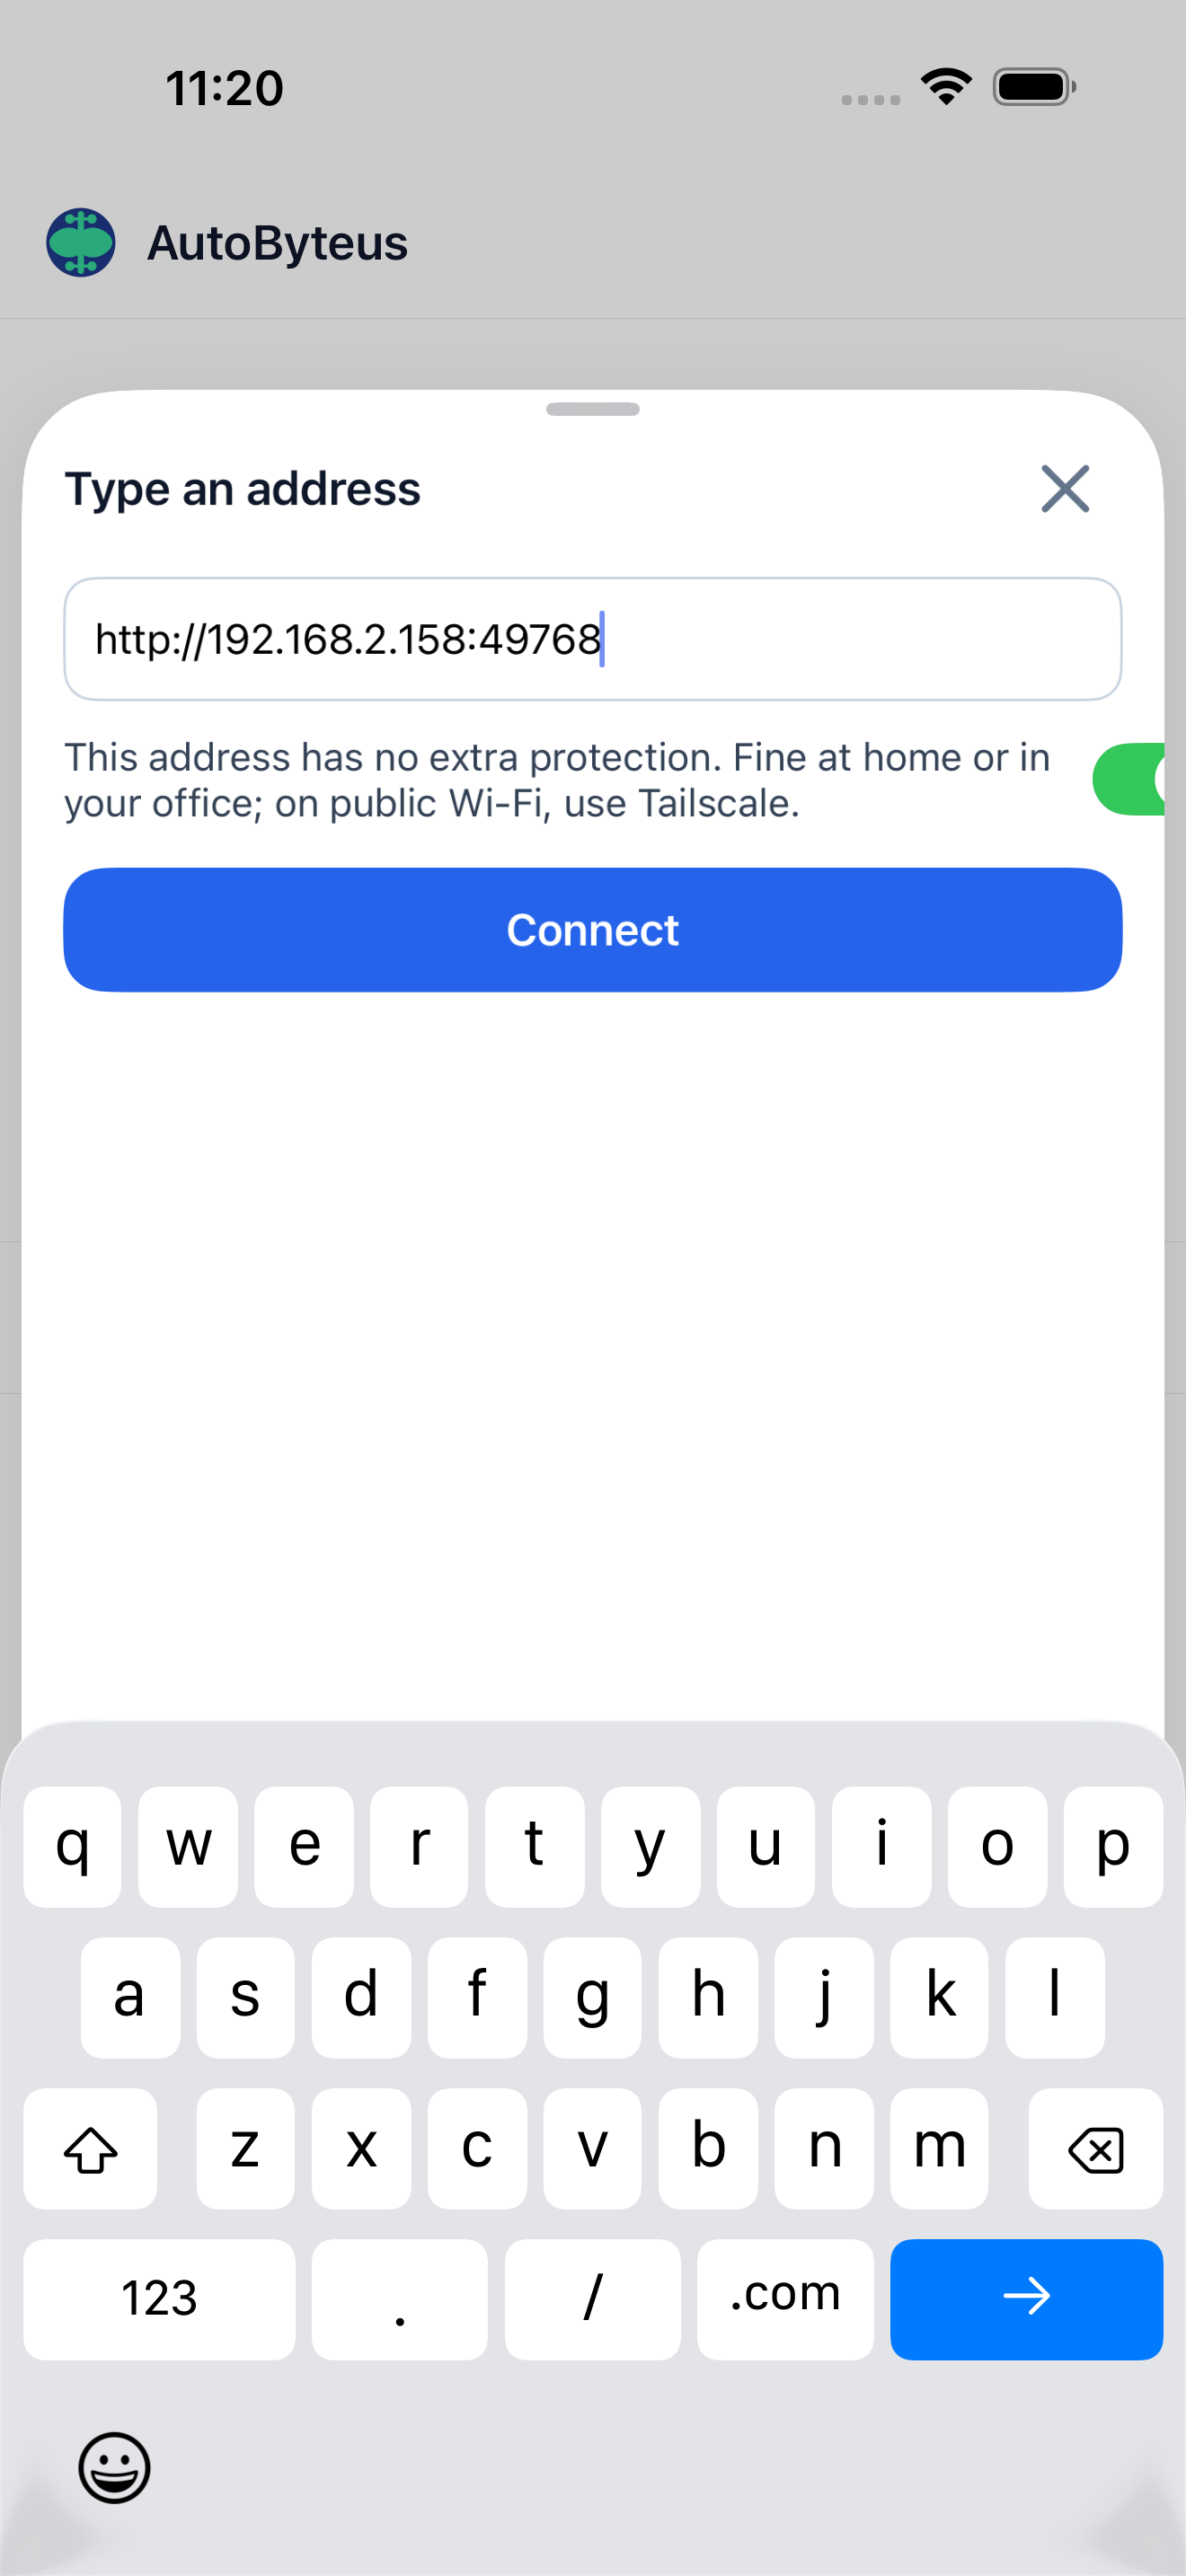 11:20
AutoByteus
Type an address
http://192.168.2.158:49768
This address has no extra protection. Fine at home or in
your office; on public Wi-Fi, use Tailscale.
Connect
q w e r t y u i o p
a s d f g h j k l
z x c v b n m
123 . / .com